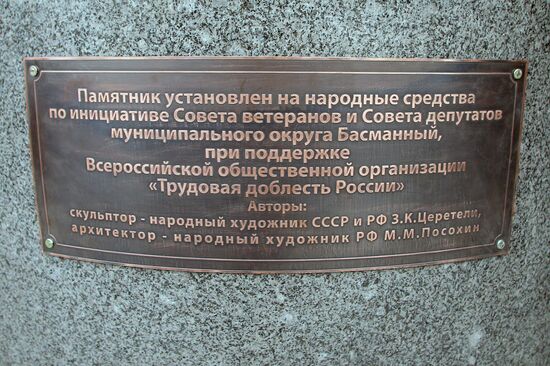 Памятник установлен на народные средства
по инициативе Совета ветеранов и Совета депутатов
муниципального округа Басманный,
при поддержке
Всероссийской общественной организации
«Трудовая доблесть России»
Авторы:
скульптор - народный художник СССР и РФ З.К.Церетели,
архитектор - народный художник РФ М.М.Посохин